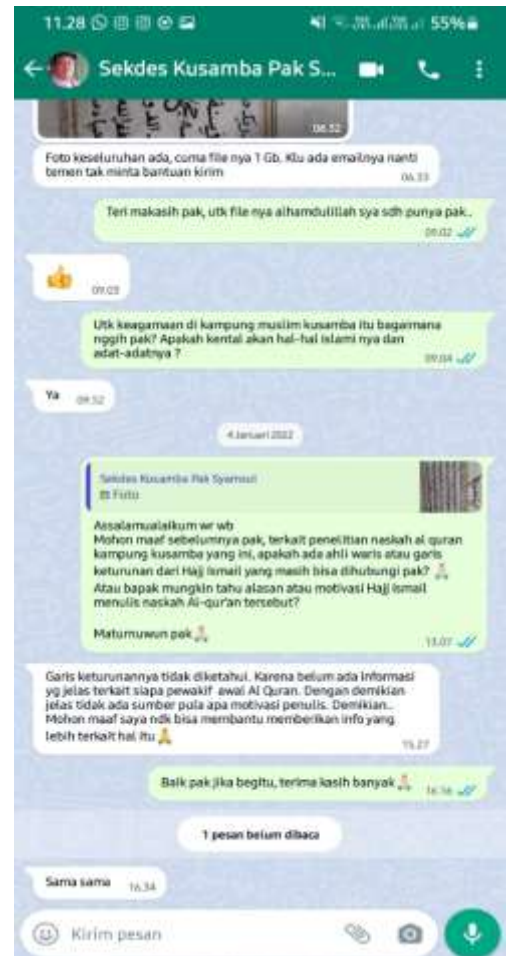 11.28
55%
Sekdes Kusamba Pak S...
06.32
Foto keseluruhan ada, cuma file nya 1 Gb. Klu ada emailnya nanti
temen tak minta bantuan kirim
06.33
Teri makasih pak, utk file nya alhamdulillah sya sdh punya pak..
09.02
09.03
Utk keagamaan di kampung muslim kusamba itu bagaimana
nggih pak? Apakah kental akan hal-hal islami nya dan
adat-adatnya ?
09.04
Ya
09.52
4 Januari 2022
Sekdes Kusamba Pak Syamsul
Foto
Assalamualaikum wr wb
Mohon maaf sebelumnya pak, terkait penelitian naskah al quran
kampung kusamba yang ini, apakah ada ahli waris atau garis
keturunan dari Hajj Ismail yang masih bisa dihubungi pak?
Atau bapak mungkin tahu alasan atau motivasi Hajj Ismail
menulis naskah Al-qur'an tersebut?
Maturnuwun pak
13.07
Garis keturunannya tidak diketahui. Karena belum ada informasi
yg jelas terkait siapa pewakif awal Al Quran. Dengan demikian
jelas tidak ada sumber pula apa motivasi penulis. Demikian..
Mohon maaf saya ndk bisa membantu memberikan info yang
lebih terkait hal itu
15.27
Baik pak jika begitu, terima kasih banyak
16.16
1 pesan belum dibaca
Sama sama
16.34
Kirim pesan